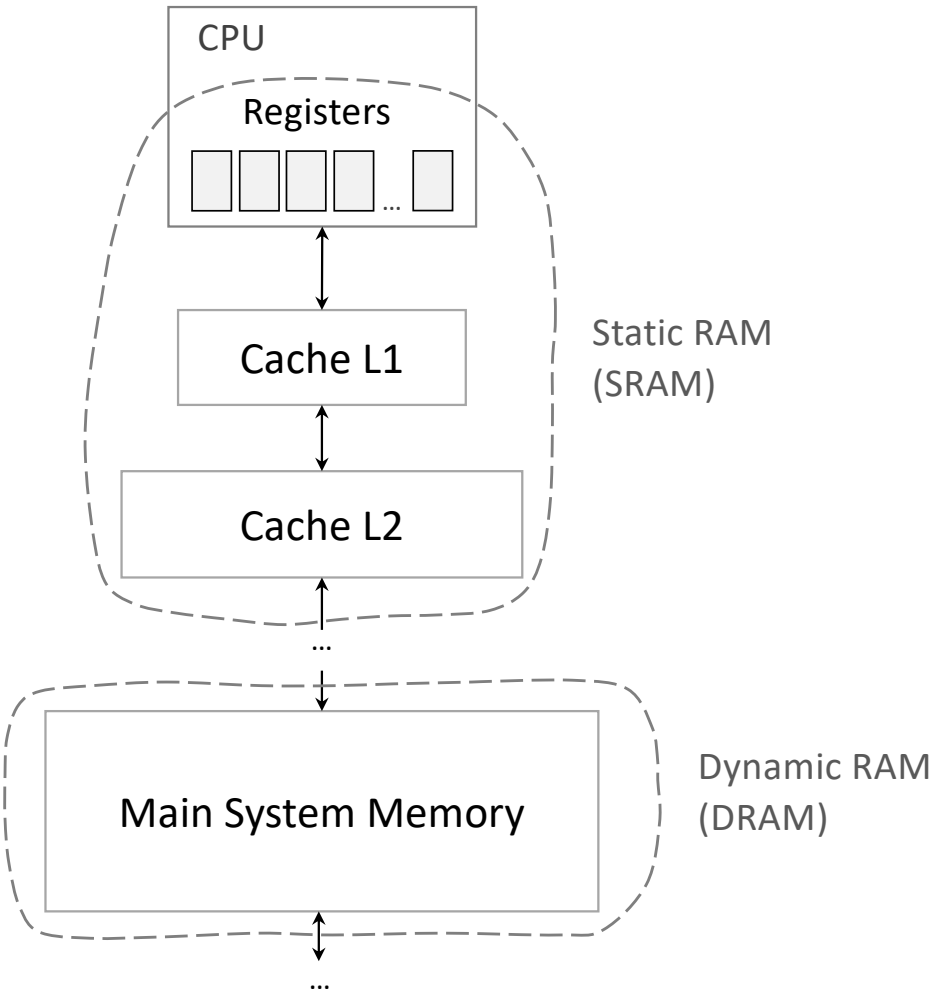 CPU
Registers
...
Cache L1
Static RAM
(SRAM)
Cache L2
...
Main System Memory
Dynamic RAM
(DRAM)
...